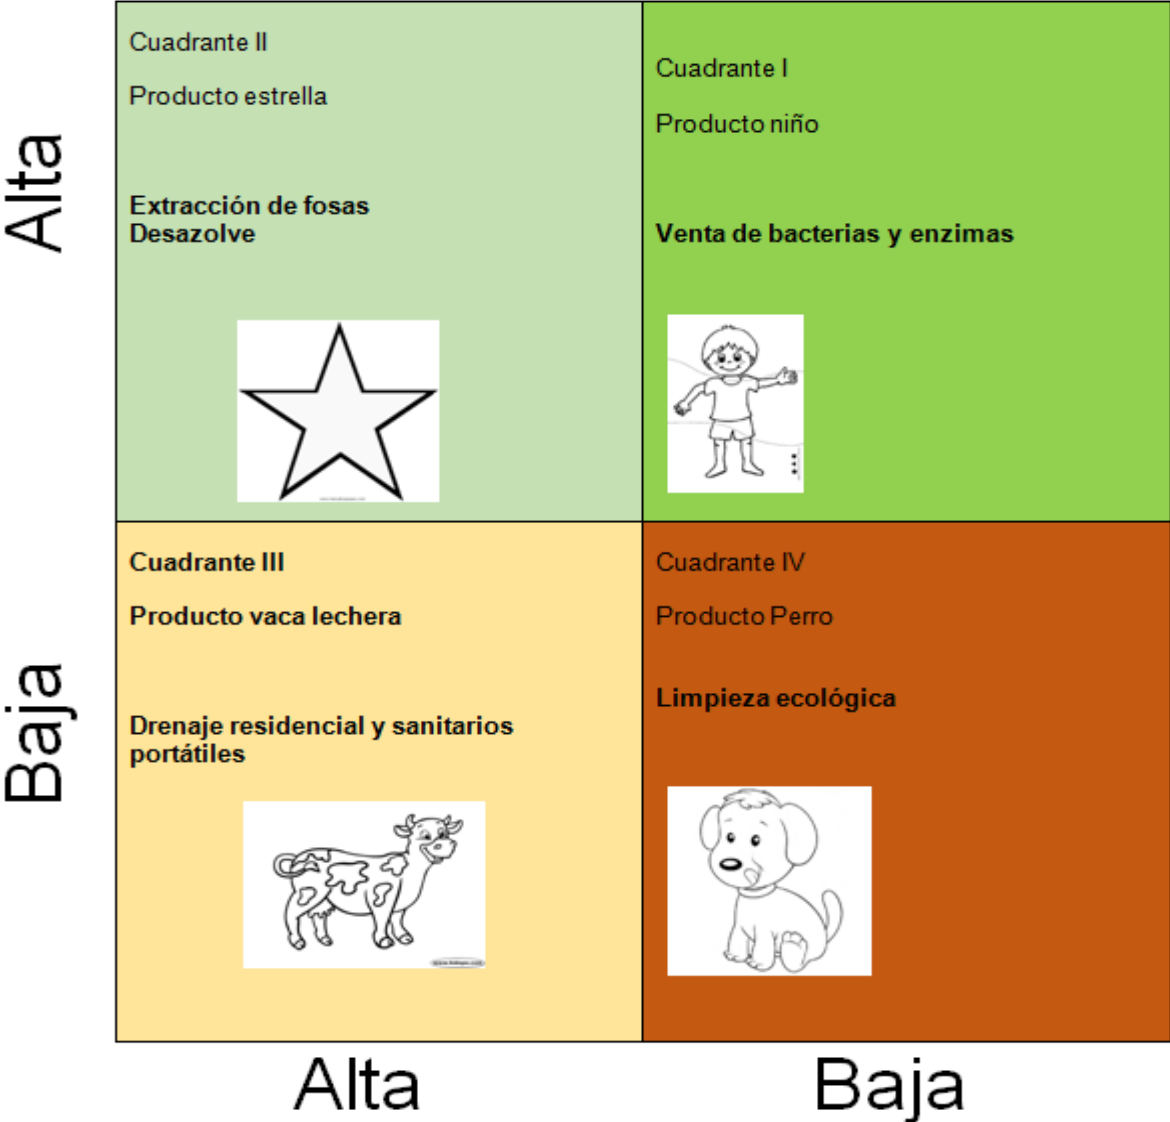 Alta
Cuadrante II
Producto estrella
Extracción de fosas
Desazolve
Cuadrante I
Producto niño
Venta de bacterias y enzimas
Baja
Cuadrante III
Producto vaca lechera
Drenaje residencial y sanitarios
portátiles
Cuadrante IV
Producto Perro
Limpieza ecológica
Alta
Baja